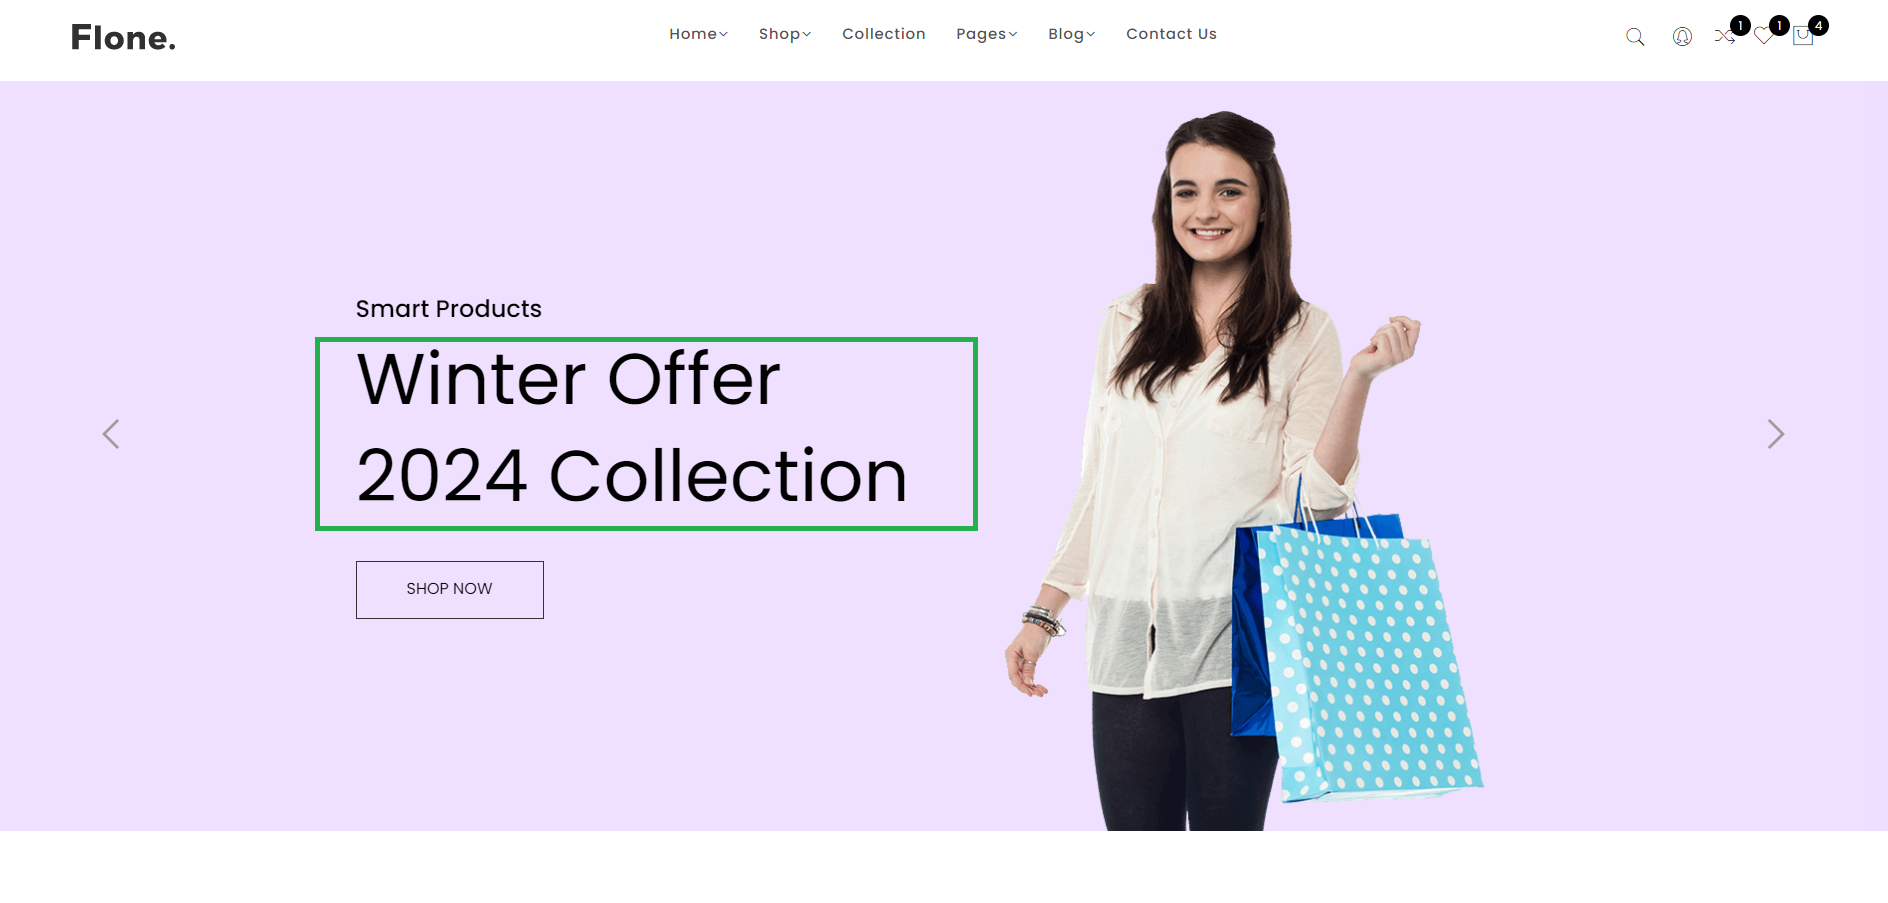 Flone.
Home Shop Collection Pages Blog Contact Us
1 1 4
Smart Products
Winter Offer
2024 Collection
SHOP NOW